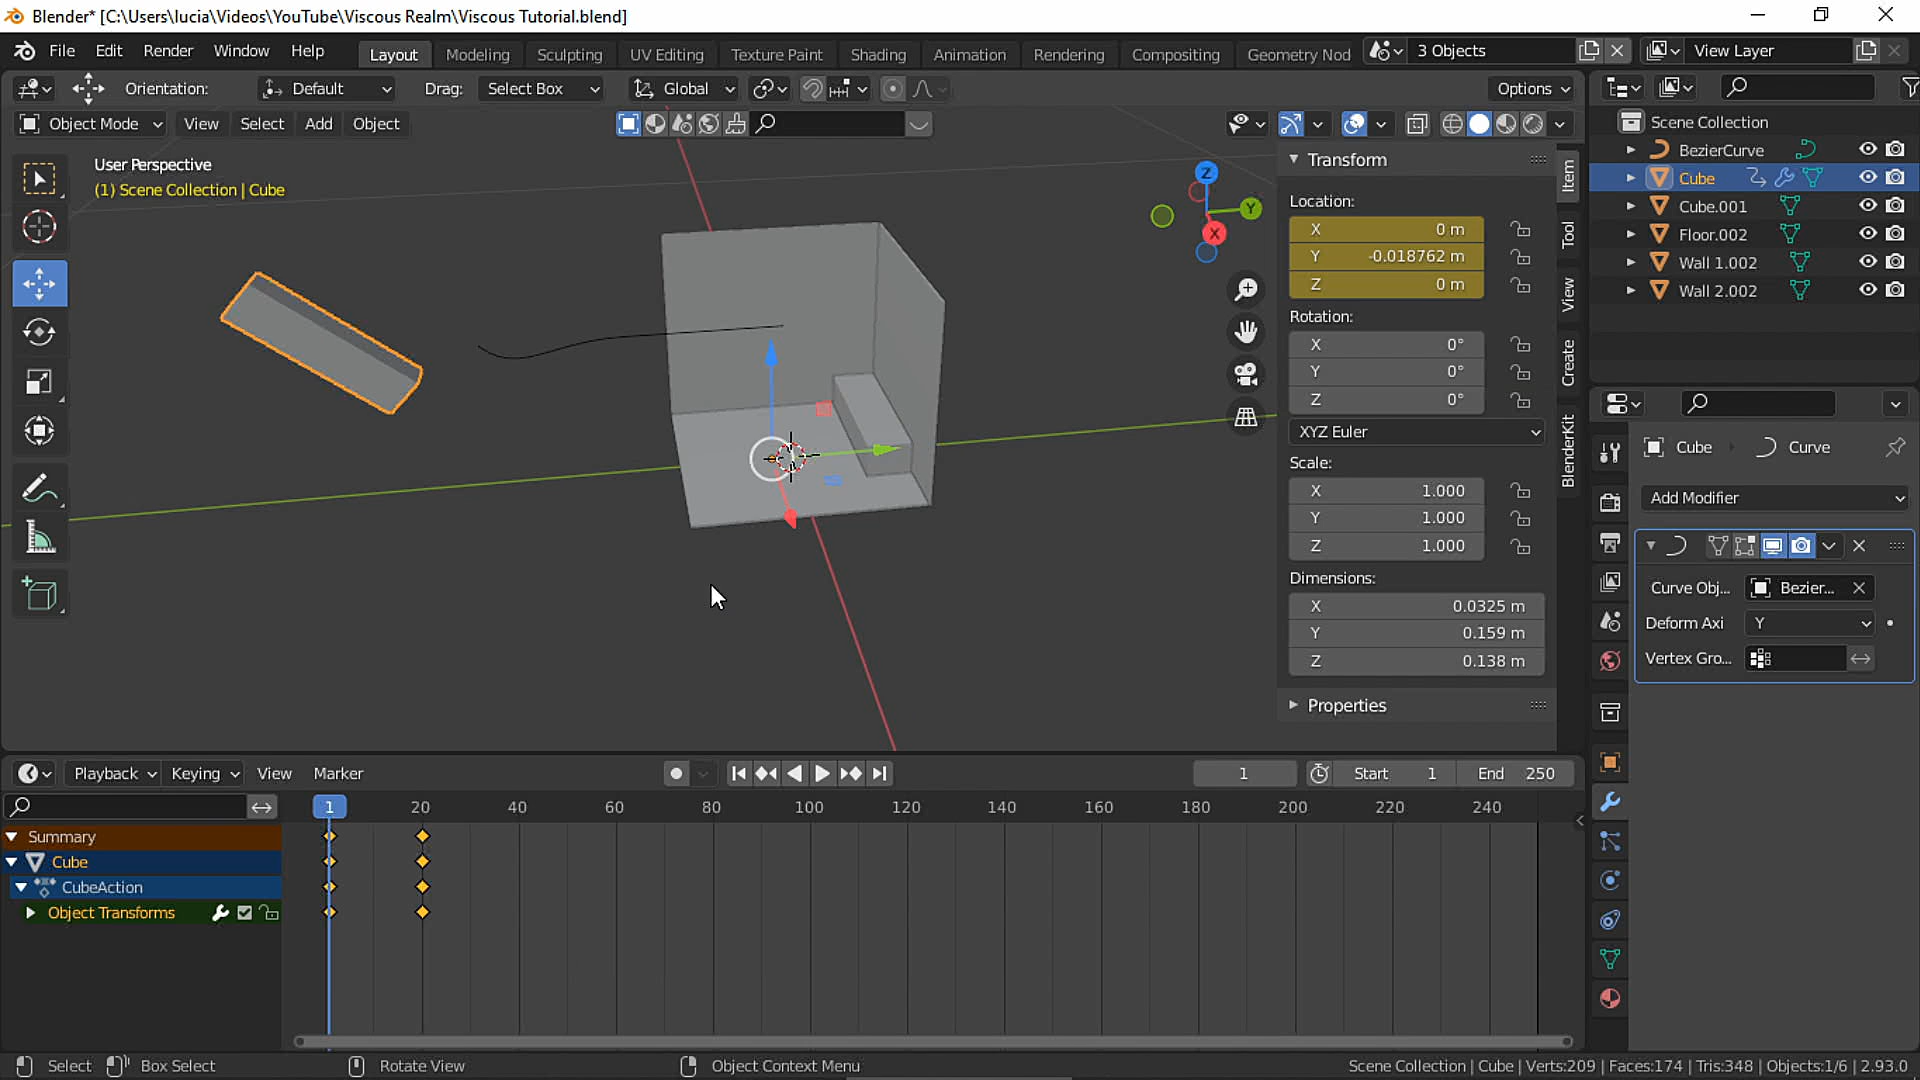 Blender* [C:\Users\lucia\Videos\YouTube\Viscous Realm\Viscous Tutorial.blend]
File Edit Render Window Help
Layout Modeling Sculpting UV Editing Texture Paint Shading Animation Rendering Compositing Geometry Nod
3 Objects
View Layer
Orientation: Default Drag: Select Box Global Options
Object Mode View Select Add Object
User Perspective
(1) Scene Collection | Cube
Z
Y
X
Transform
Location:
X 0 m
Y -0.018762 m
Z 0 m
Rotation:
X 0°
Y 0°
Z 0°
XYZ Euler
Scale:
X 1.000
Y 1.000
Z 1.000
Dimensions:
X 0.0325 m
Y 0.159 m
Z 0.138 m
Properties
Item
Tool
View
Create
BlenderKit
Scene Collection
BezierCurve
Cube
Cube.001
Floor.002
Wall 1.002
Wall 2.002
Cube Curve
Add Modifier
Curve Obj... Bezier...
Deform Axi Y
Vertex Gro...
Playback Keying View Marker
1 Start 1 End 250
1 20 40 60 80 100 120 140 160 180 200 220 240
Summary
Cube
CubeAction
Object Transforms
Select Box Select Rotate View Object Context Menu
Scene Collection | Cube | Verts:209 | Faces:174 | Tris:348 | Objects:1/6 | 2.93.0